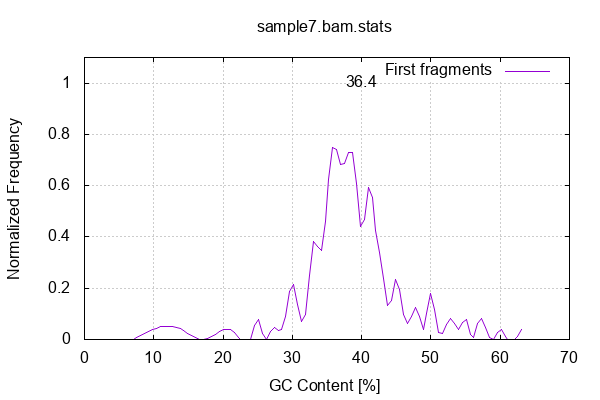 sample7.bam.stats
First fragments
36.4
Normalized Frequency
1
0.8
0.6
0.4
0.2
0
0 10 20 30 40 50 60 70
GC Content [%]